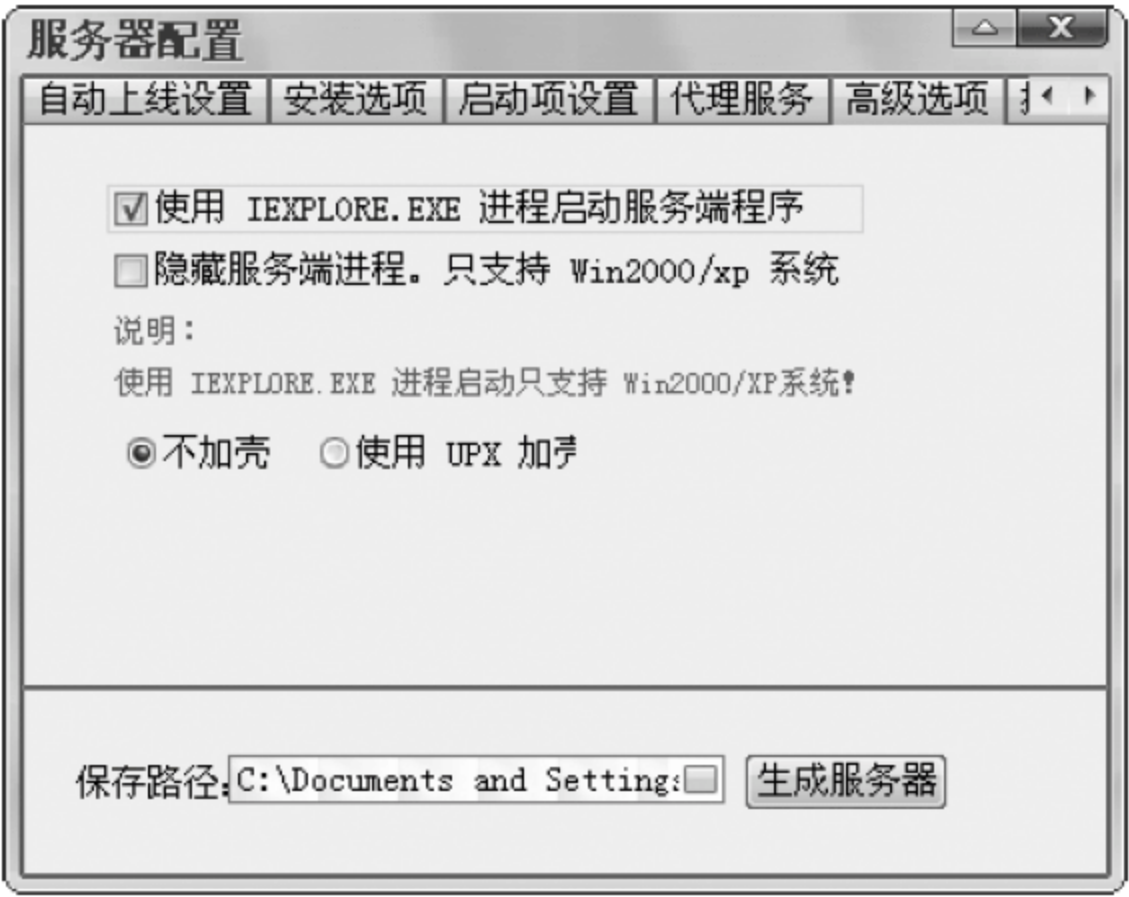 服务器配置
自动上线设置 安装选项 启动项设置 代理服务 高级选项
使用 IEXPLORE.EXE 进程启动服务端程序
隐藏服务端进程。只支持 Win2000/xp 系统
说明:
使用 IEXPLORE.EXE 进程启动只支持 Win2000/XP系统!
不加壳 使用 UPX 加壳
保存路径: C:\Documents and Settings 生成服务器